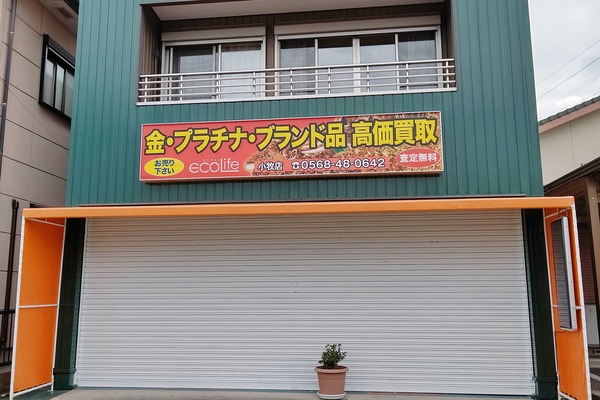 金・プラチナ・ブランド品 高価買取
お売り
下さい
ecolife 小牧店 ☎0568-48-0642 査定無料